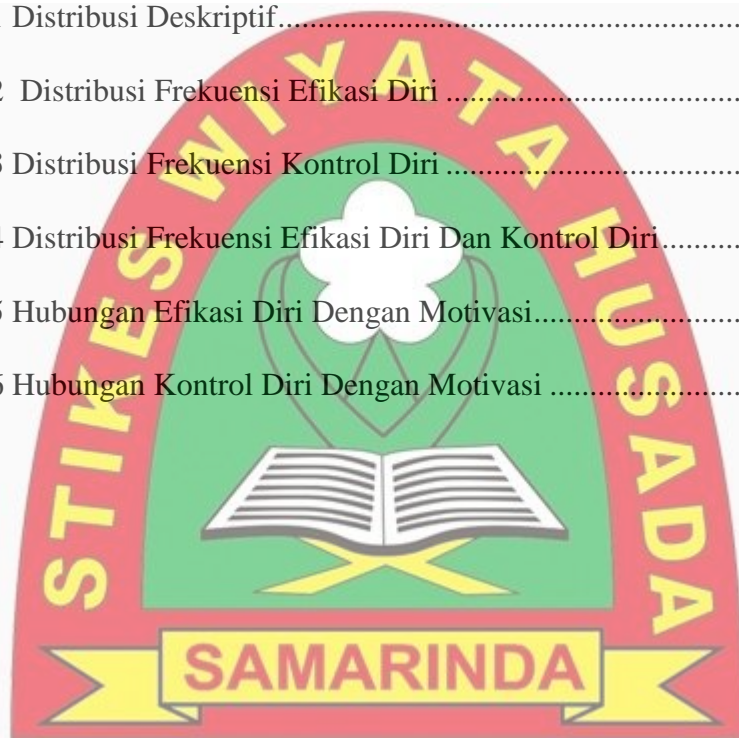 1 Distribusi Deskriptif..........................................................................
2 Distribusi Frekuensi Efikasi Diri ................................................
3 Distribusi Frekuensi Kontrol Diri ................................................
4 Distribusi Frekuensi Efikasi Diri Dan Kontrol Diri............
5 Hubungan Efikasi Diri Dengan Motivasi..................................
6 Hubungan Kontrol Diri Dengan Motivasi ................................
STIKES WIYATA HUSADA
SAMARINDA